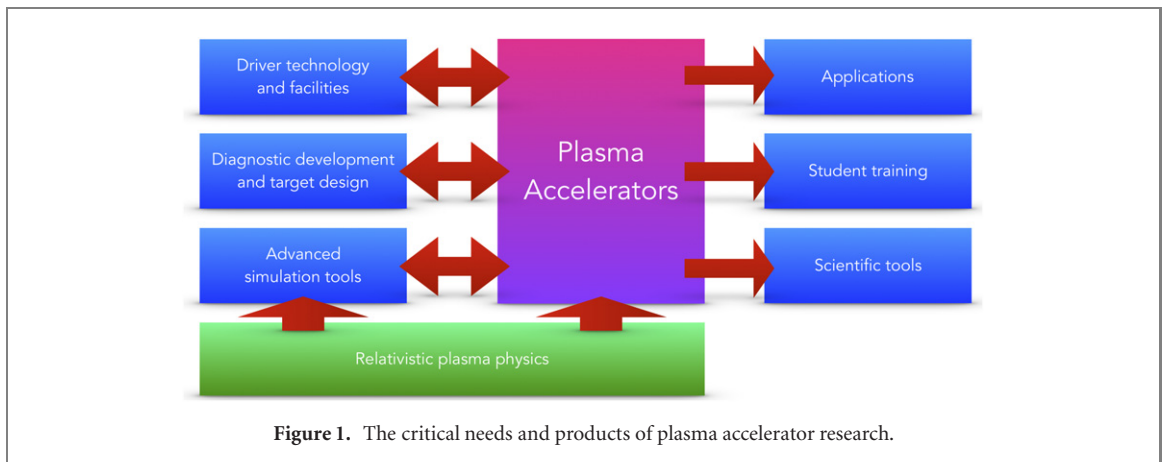 Driver technology
and facilities
Plasma
Accelerators
Applications
Diagnostic development
and target design
Student training
Advanced
simulation tools
Scientific tools
Relativistic plasma physics
Figure 1. The critical needs and products of plasma accelerator research.